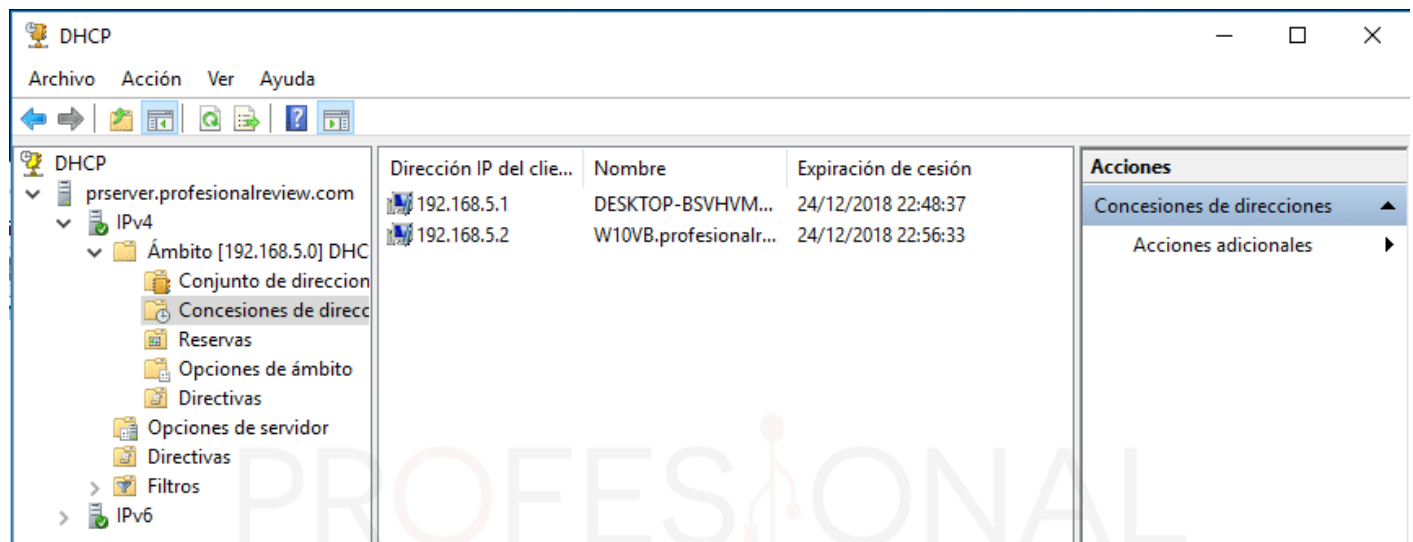 DHCP
Archivo Acción Ver Ayuda
DHCP
prserver.profesionalreview.com
IPv4
Ámbito [192.168.5.0] DHC
Conjunto de direccion
Concesiones de direcc
Reservas
Opciones de ámbito
Directivas
Opciones de servidor
Directivas
Filtros
IPv6
Dirección IP del clie... Nombre Expiración de cesión
192.168.5.1 DESKTOP-BSVHVM... 24/12/2018 22:48:37
192.168.5.2 W10VB.profesionalr... 24/12/2018 22:56:33
Acciones
Concesiones de direcciones
Acciones adicionales
PROFESIONAL